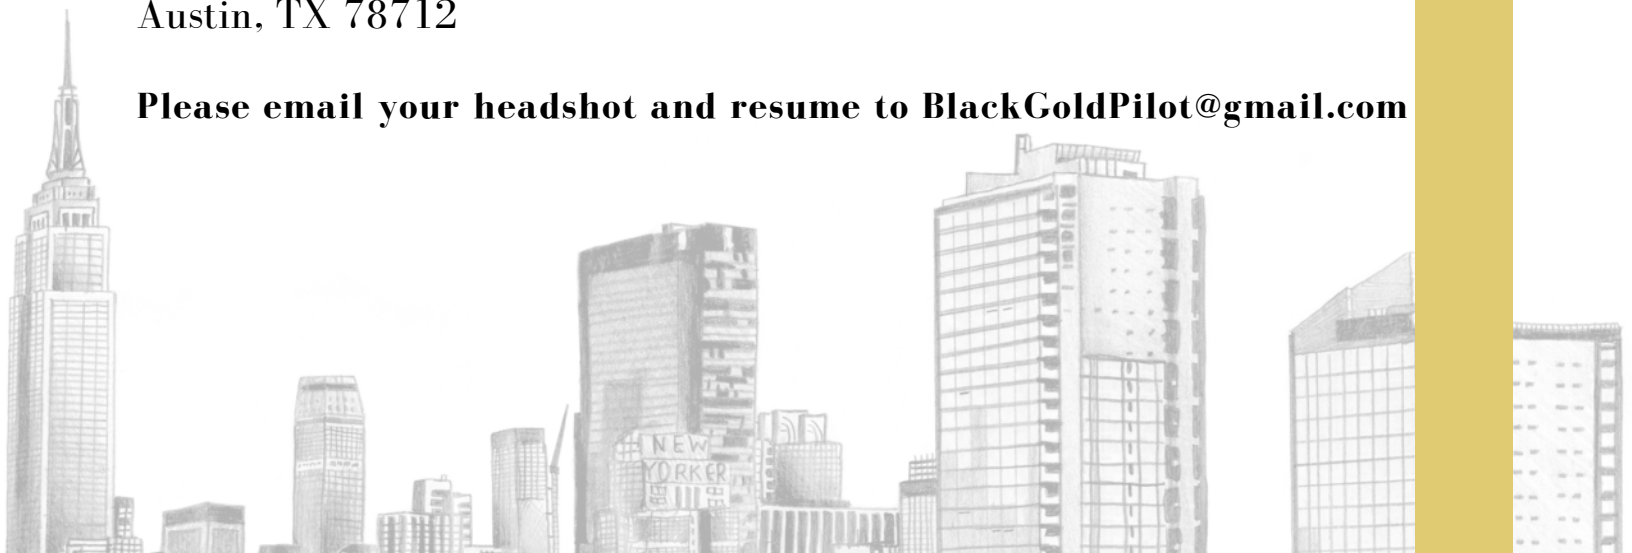 Austin, TX 78712
Please email your headshot and resume to BlackGoldPilot@gmail.com
NEW
YORKER